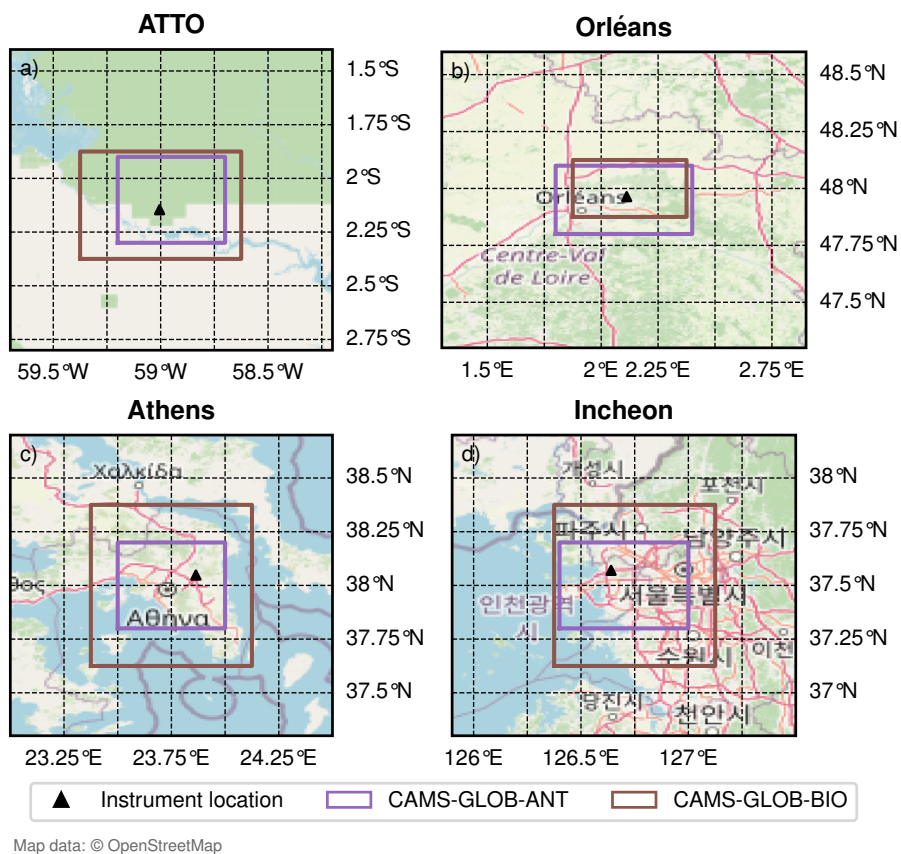 ATTO
Orléans
a)
1.5°S
1.75°S
2°S
2.25°S
2.5°S
2.75°S
59.5°W 59°W 58.5°W
b)
48.5°N
48.25°N
48°N
47.75°N
47.5°N
Orléans
Centre-Val
de Loire
1.5°E 2°E 2.25°E 2.75°E
Athens
Incheon
c)
38.5°N
38.25°N
38°N
37.75°N
37.5°N
Χαλκίδα
θος
Αθήνα
23.25°E 23.75°E 24.25°E
d)
38°N
37.75°N
37.5°N
37.25°N
37°N
개성시
포천시
파주시
남양주시
인천광역
시
서울특별시
수원시
이천
당진시
천안시
126°E 126.5°E 127°E
Instrument location CAMS-GLOB-ANT CAMS-GLOB-BIO
Map data: © OpenStreetMap